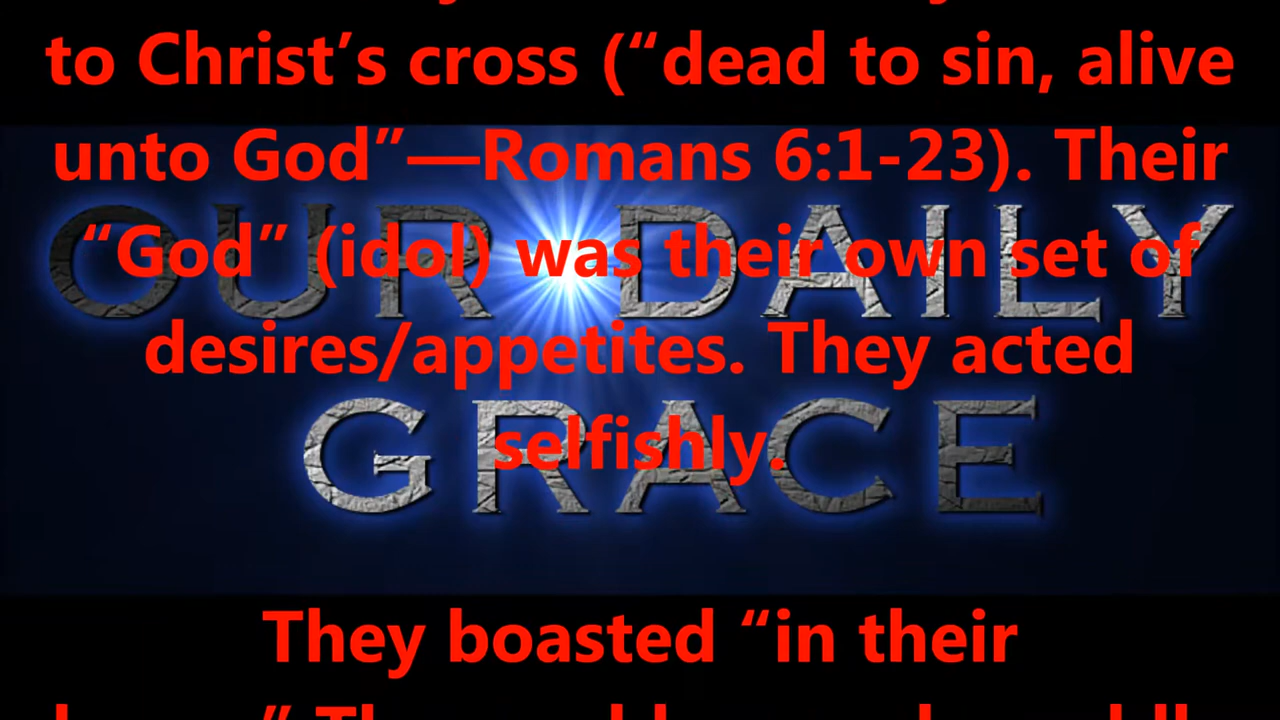 to Christ’s cross (“dead to sin, alive
unto God”—Romans 6:1-23). Their
“God” (idol) was their own set of
desires/appetites. They acted
selfishly.
They boasted “in their
OUR DAILY
GRACE